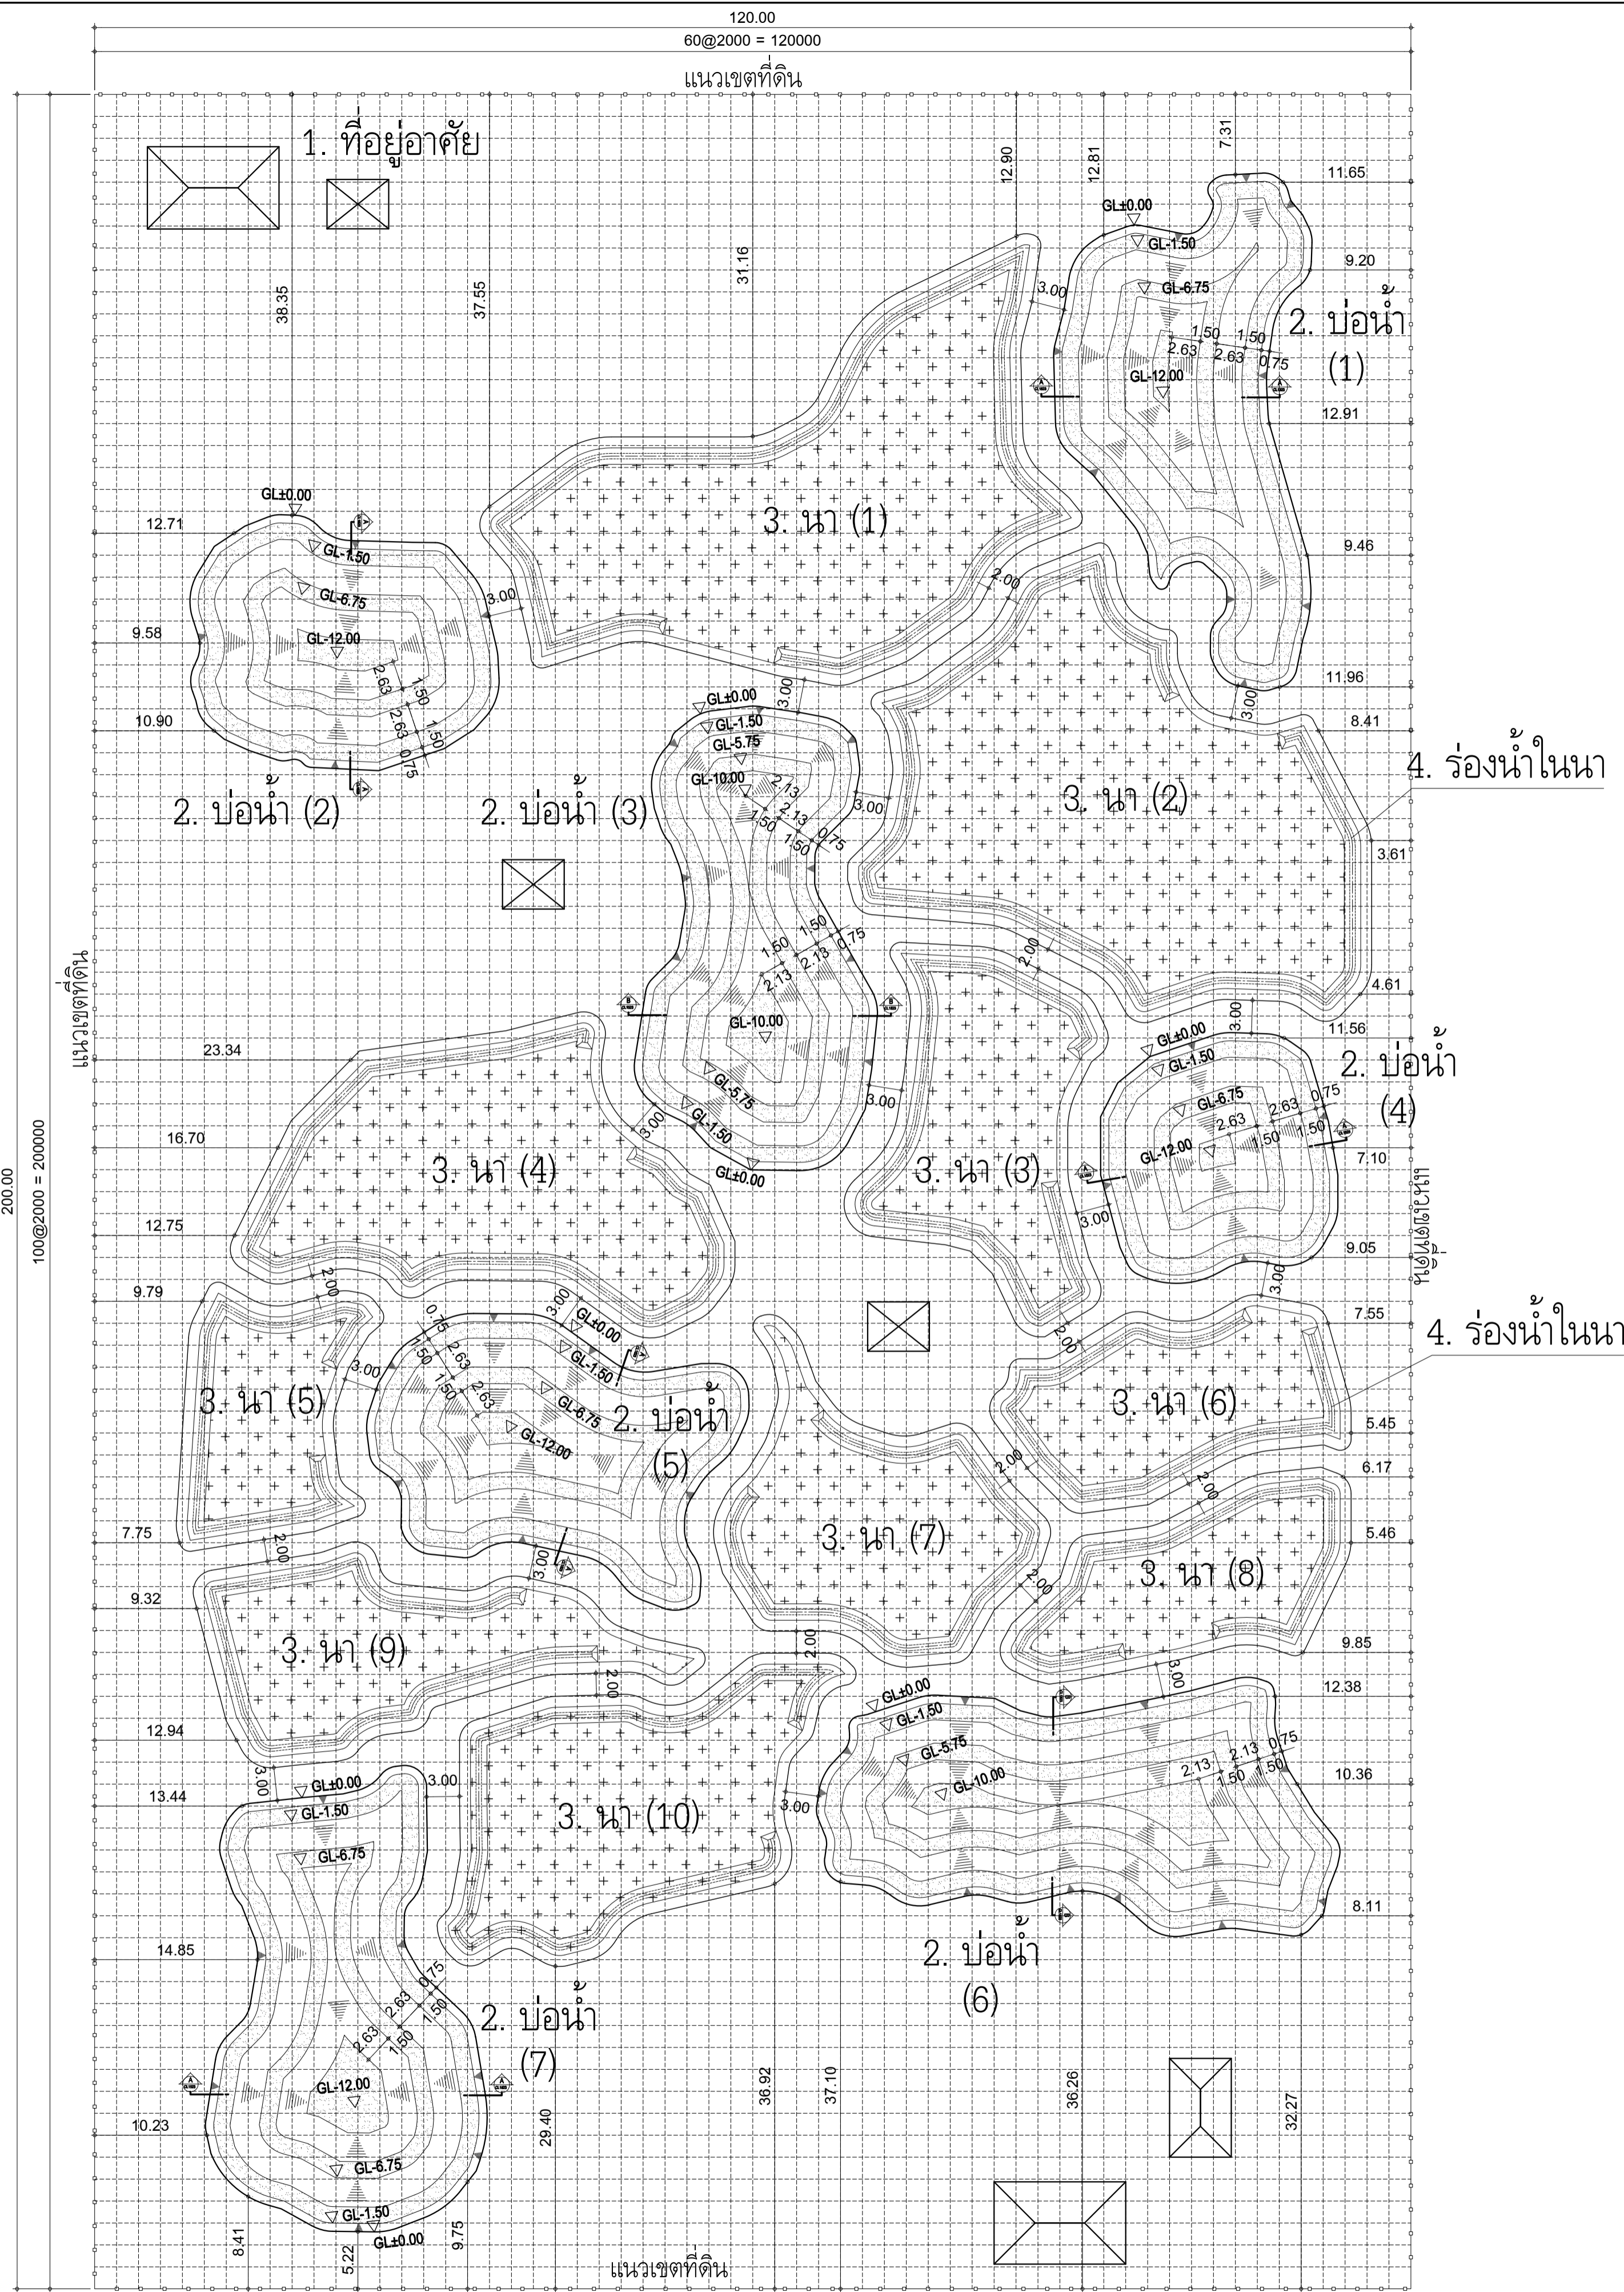 120.00
60@2000 = 120000
แนวเขตที่ดิน
1. ที่อยู่อาศัย
38.35
37.55
31.16
12.90
12.81
7.31
11.65
GL±0.00
GL-1.50
9.20
3.00
GL-6.75
2. บ่อน้ำ
(1)
1.50
1.50
2.63
2.63
0.75
GL-12.00
A
A
12.91
GL±0.00
12.71
GL-1.50
3. นา (1)
9.46
2.00
GL-6.75
3.00
9.58
GL-12.00
2.63
1.50
2.63
1.50
0.75
10.90
3.00
11.96
3.00
8.41
GL±0.00
GL-1.50
GL-5.75
GL-10.00
2.13
2.13
1.50
1.50
0.75
3.00
4. ร่องน้ำในนา
2. บ่อน้ำ (2)
2. บ่อน้ำ (3)
3. นา (2)
3.61
1.50
1.50
0.75
2.13
2.13
2.00
แนวเขตที่ดิน
4.61
B
B
GL-10.00
3.00
11.56
23.34
GL±0.00
GL-1.50
2. บ่อน้ำ
(4)
GL-5.75
GL-1.50
3.00
3.00
GL-6.75
2.63
2.63
0.75
1.50
1.50
GL-12.00
7.10
16.70
GL±0.00
3. นา (4)
3. นา (3)
200.00
100@2000 = 200000
แนวเขตที่ดิน
3.00
12.75
9.05
3.00
2.00
9.79
7.55
4. ร่องน้ำในนา
3.00
GL±0.00
0.75
1.50
2.63
1.50
2.63
GL-1.50
2.00
3.00
GL-6.75
3. นา (5)
2. บ่อน้ำ
(5)
3. นา (6)
GL-12.00
5.45
2.00
6.17
2.00
7.75
2.00
3. นา (7)
5.46
3.00
3. นา (8)
2.00
9.32
3. นา (9)
2.00
9.85
2.00
3.00
12.38
GL±0.00
GL-1.50
12.94
GL-5.75
2.13
2.13
0.75
1.50
1.50
3.00
GL±0.00
3.00
GL-10.00
10.36
13.44
GL-1.50
3. นา (10)
3.00
GL-6.75
8.11
14.85
2. บ่อน้ำ
(6)
0.75
2.63
1.50
2.63
1.50
2. บ่อน้ำ
(7)
A
A
GL-12.00
10.23
29.40
36.92
37.10
36.26
32.27
GL-6.75
GL-1.50
GL±0.00
8.41
5.22
9.75
แนวเขตที่ดิน